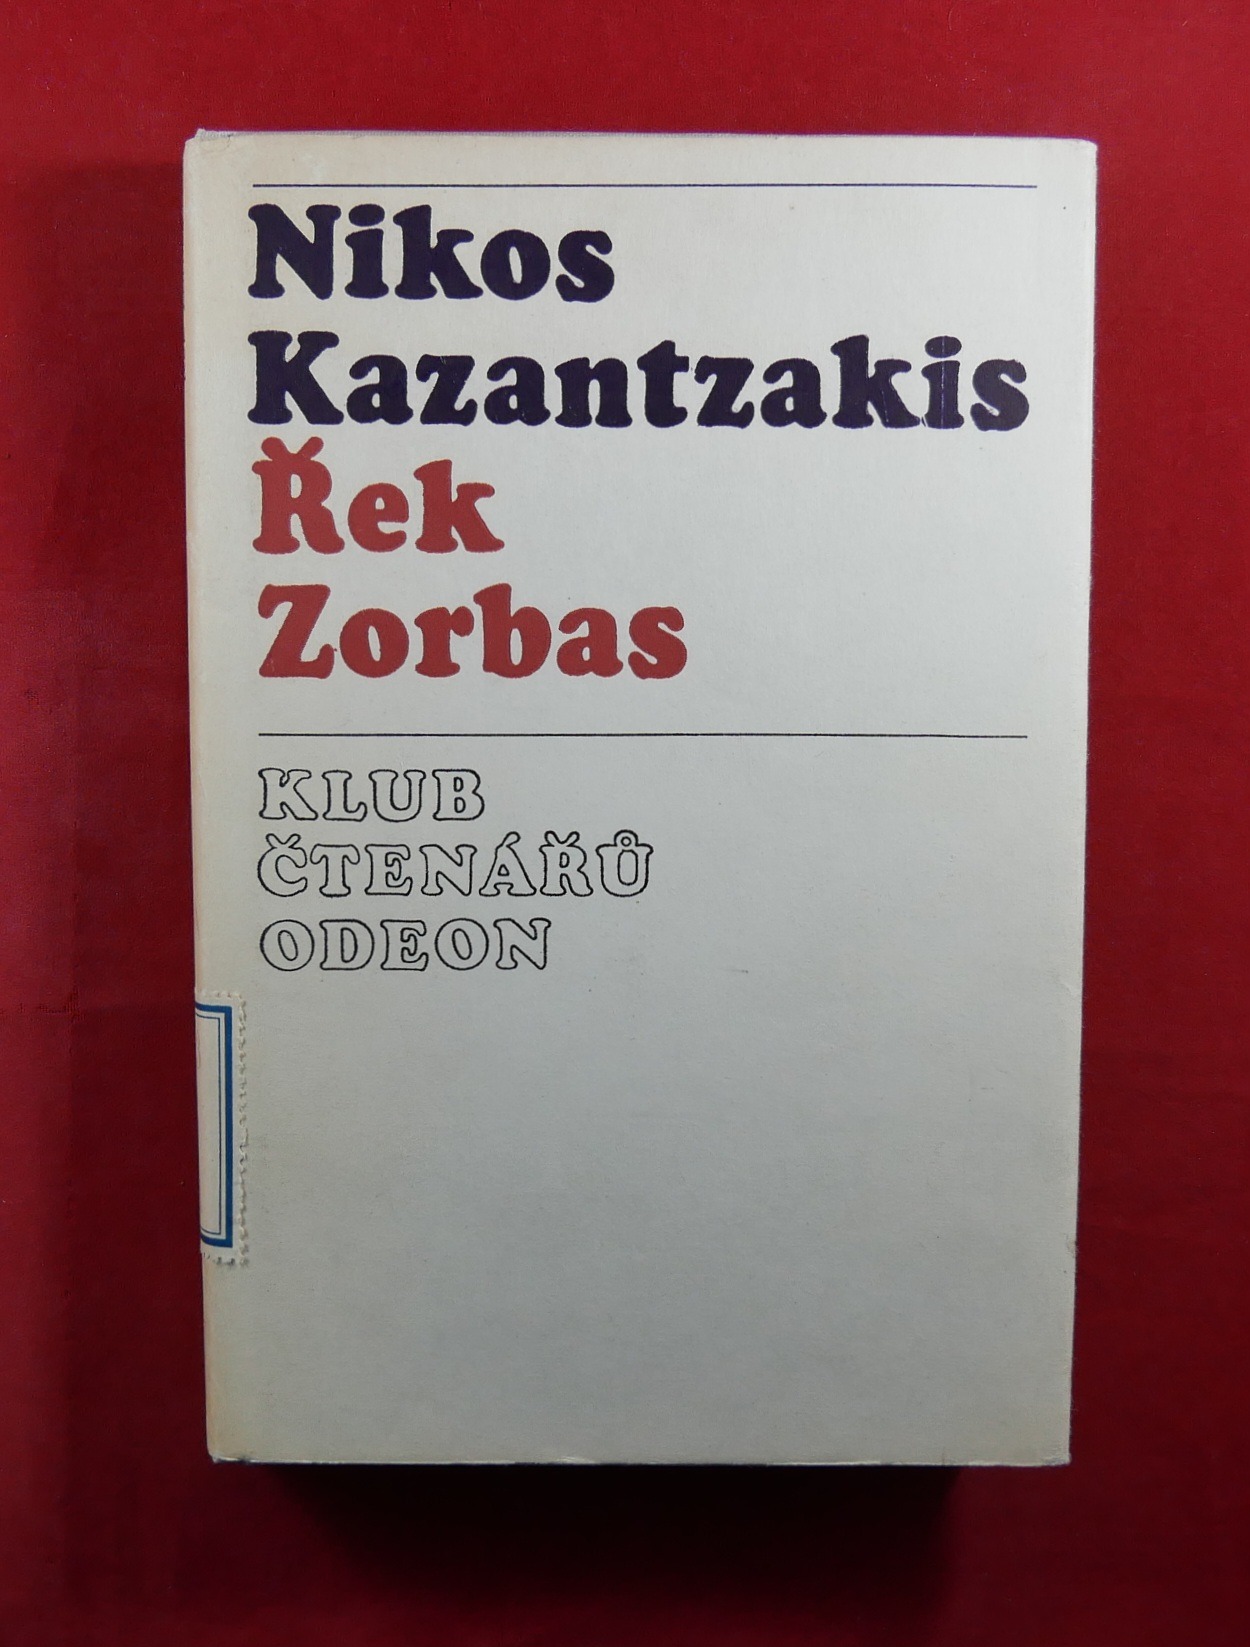 Nikos
Kazantzakis
Řek
Zorbas
KLUB
ČTENÁŘŮ
ODEON